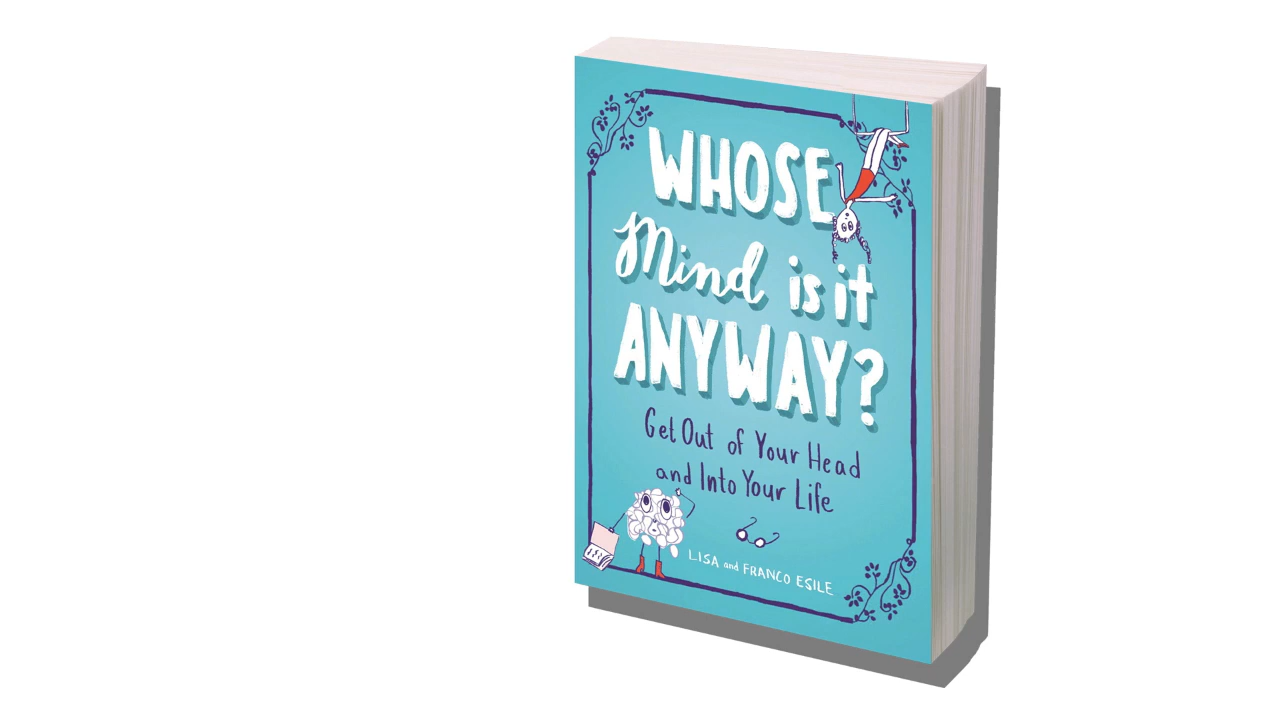 WHOSE
Mind is it
ANYWAY?
Get Out of Your Head
and Into Your Life
LISA and FRANCO ESILE